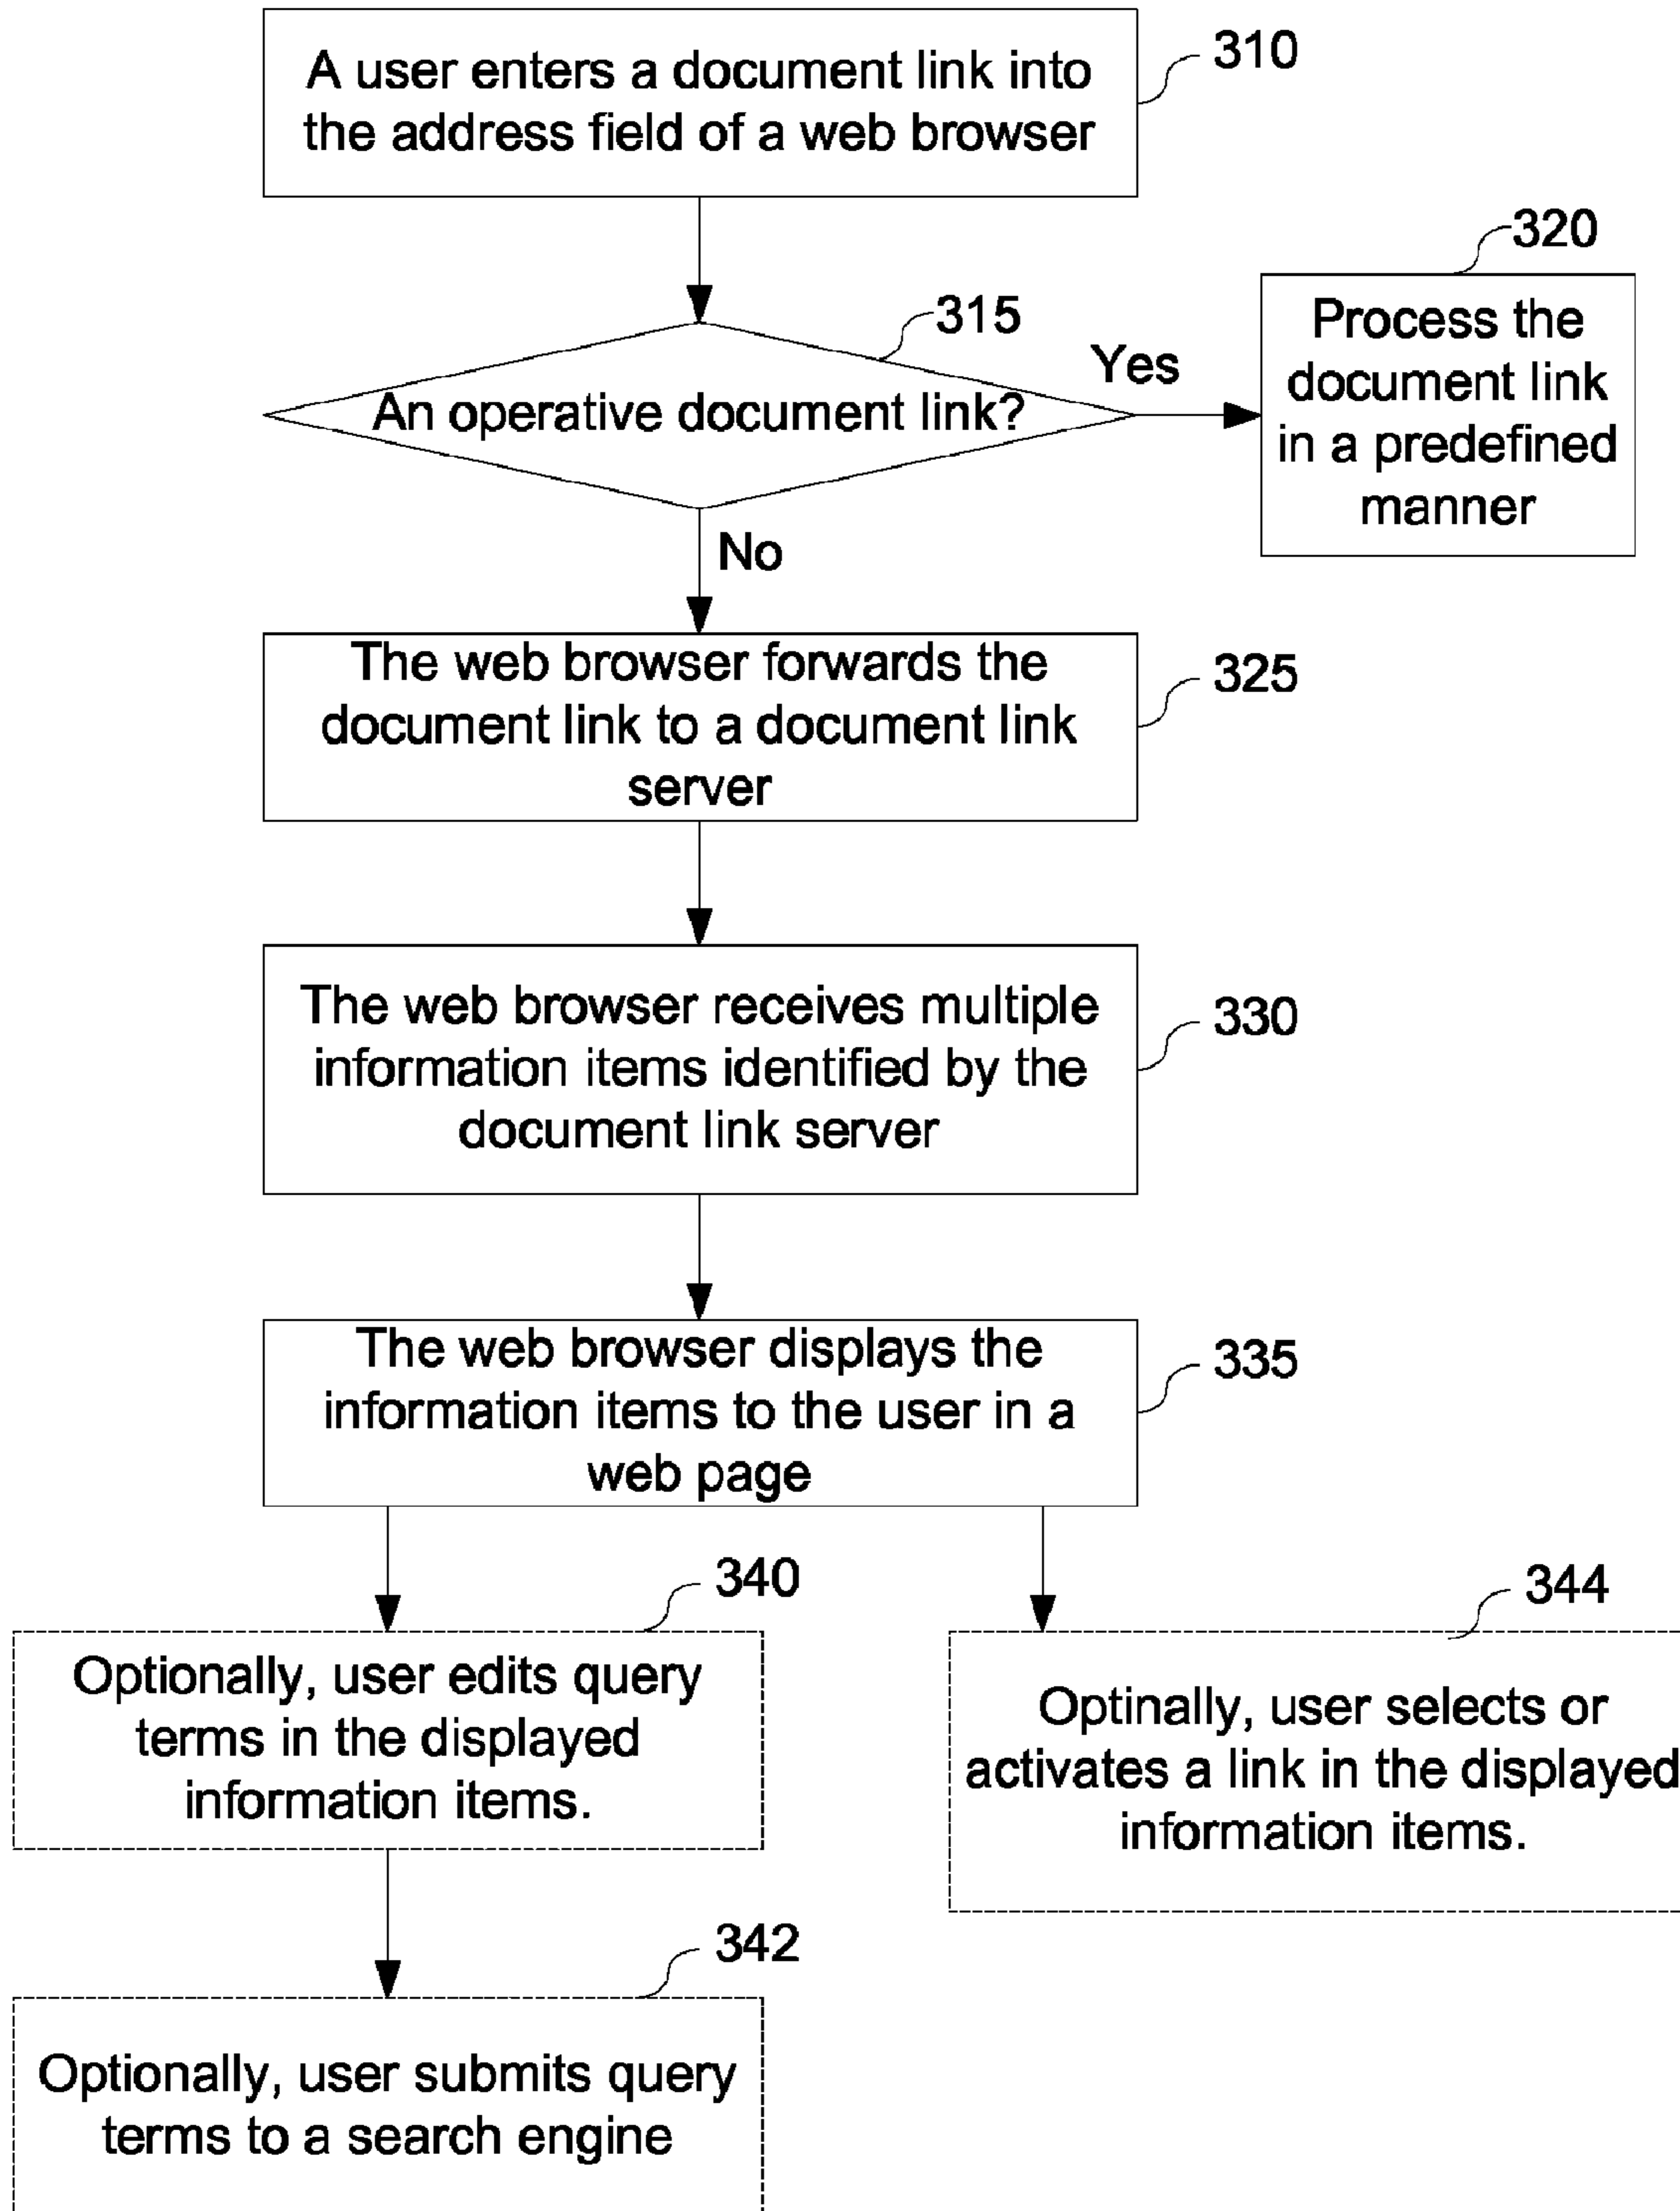 A user enters a document link into
the address field of a web browser
310
315
An operative document link?
Yes
320
Process the
document link
in a predefined
manner
No
The web browser forwards the
document link to a document link
server
325
The web browser receives multiple
information items identified by the
document link server
330
The web browser displays the
information items to the user in a
web page
335
340
Optionally, user edits query
terms in the displayed
information items.
344
Optinally, user selects or
activates a link in the displayed
information items.
342
Optionally, user submits query
terms to a search engine